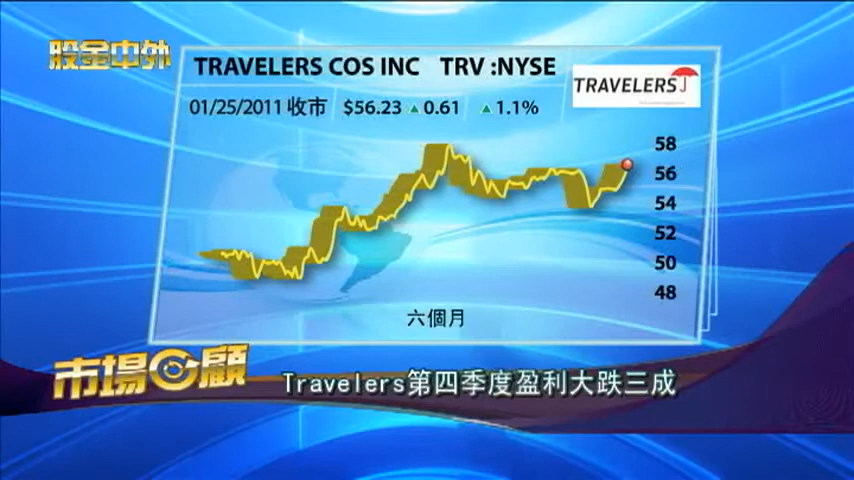 股金中外
TRAVELERS COS INC TRV :NYSE
TRAVELERS
01/25/2011 收市 $56.23 ▲0.61 ▲1.1%
58
56
54
52
50
48
六個月
市場回顧
Travelers第四季度盈利大跌三成